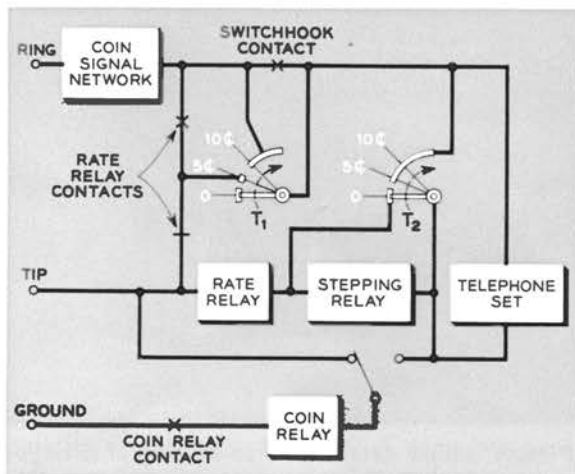 SWITCHHOOK
CONTACT
RING
COIN
SIGNAL
NETWORK
10¢
5¢
0
T1
10¢
5¢
0
T2
RATE
RELAY
CONTACTS
TIP
RATE
RELAY
STEPPING
RELAY
TELEPHONE
SET
GROUND
COIN RELAY
CONTACT
COIN
RELAY